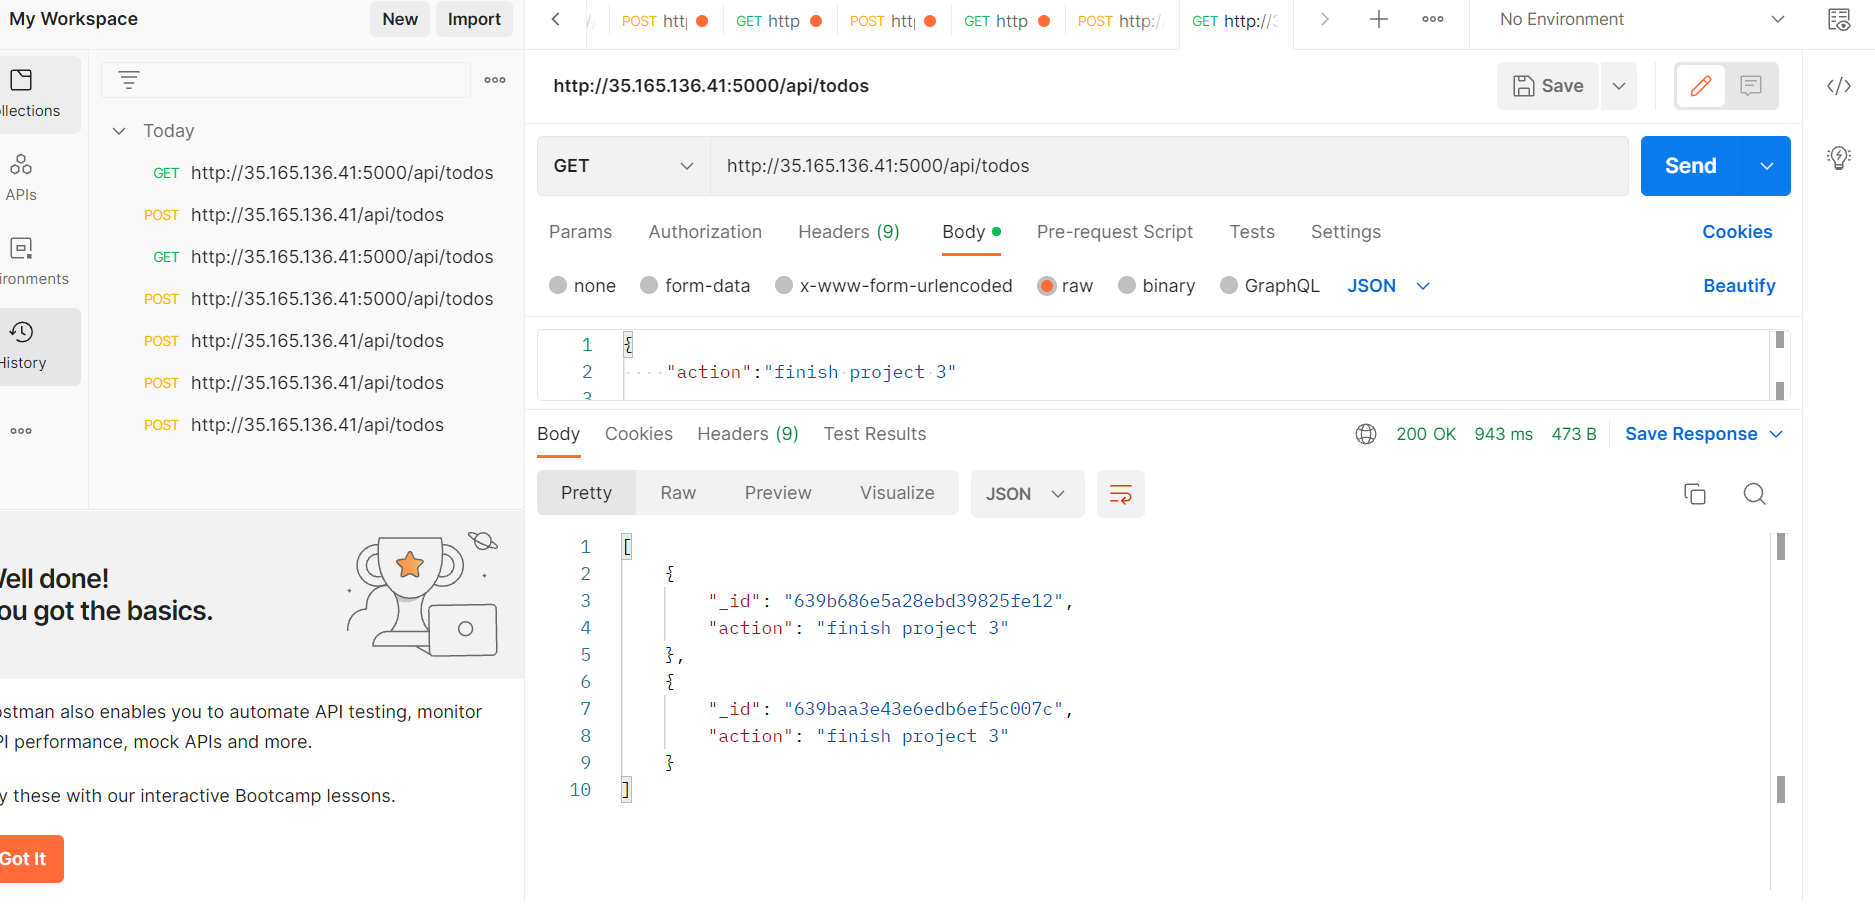 My Workspace
New
Import
llections
APIs
ironments
History
Today
GET http://35.165.136.41:5000/api/todos
POST http://35.165.136.41/api/todos
GET http://35.165.136.41:5000/api/todos
POST http://35.165.136.41:5000/api/todos
POST http://35.165.136.41/api/todos
POST http://35.165.136.41/api/todos
POST http://35.165.136.41/api/todos
Well done!
ou got the basics.
ostman also enables you to automate API testing, monitor
PI performance, mock APIs and more.
y these with our interactive Bootcamp lessons.
Got It
POST htt
GET http
POST htt
GET http
POST http:/
GET http://3
No Environment
http://35.165.136.41:5000/api/todos
Save
</>
GET
http://35.165.136.41:5000/api/todos
Send
Params
Authorization
Headers (9)
Body
Pre-request Script
Tests
Settings
Cookies
none
form-data
x-www-form-urlencoded
raw
binary
GraphQL
JSON
Beautify
1 {
2 "action":"finish project 3"
3
Body
Cookies
Headers (9)
Test Results
200 OK
943 ms
473 B
Save Response
Pretty
Raw
Preview
Visualize
JSON
1 [
2 {
3 "_id": "639b686e5a28ebd39825fe12",
4 "action": "finish project 3"
5 },
6 {
7 "_id": "639baa3e43e6edb6ef5c007c",
8 "action": "finish project 3"
9 }
10 ]